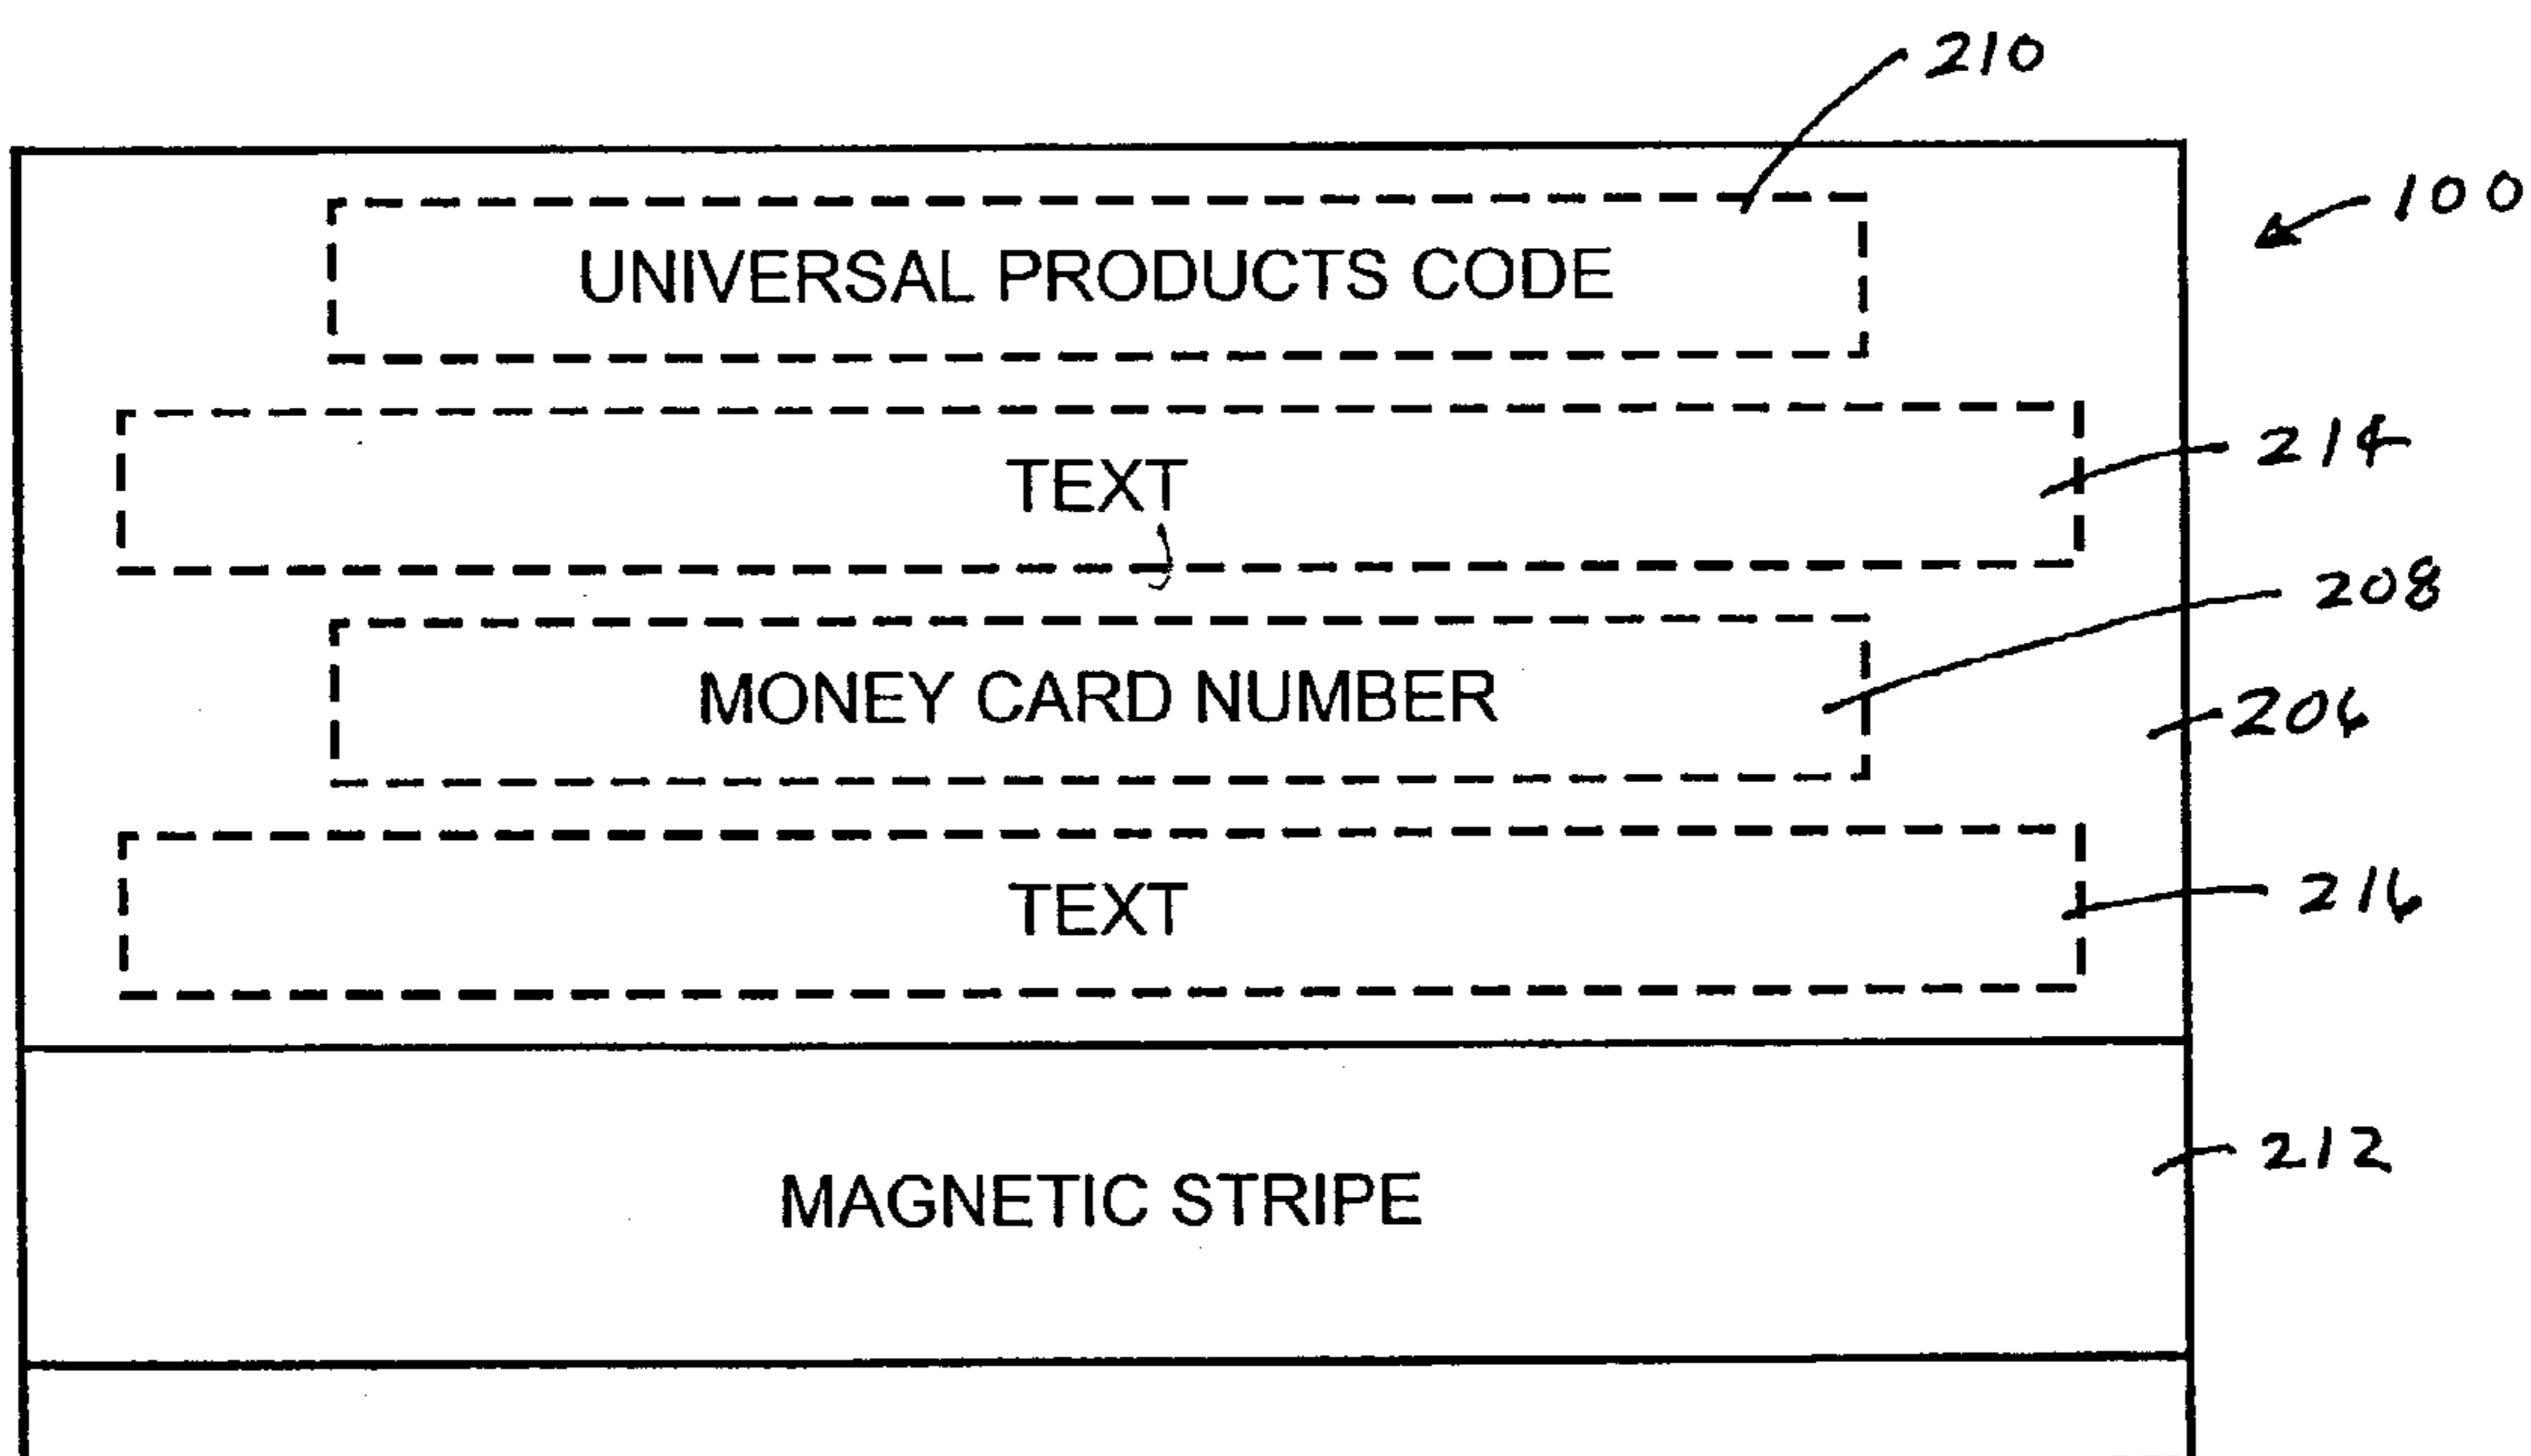 210
100
UNIVERSAL PRODUCTS CODE
TEXT
214
208
MONEY CARD NUMBER
206
TEXT
216
212
MAGNETIC STRIPE